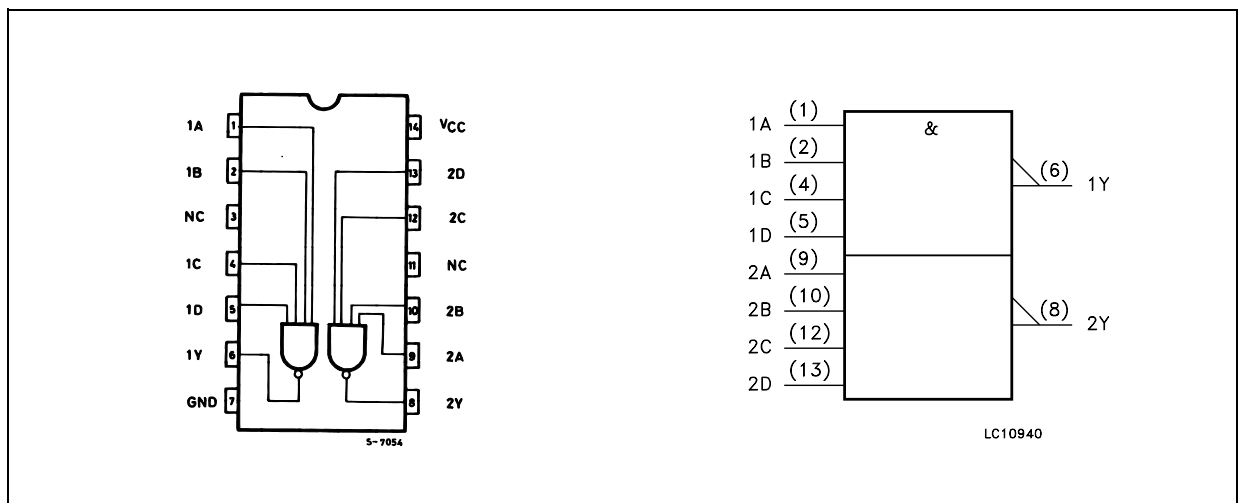 1A 1 14 VCC
1B 2 13 2D
NC 3 12 2C
1C 4 11 NC
1D 5 10 2B
1Y 6 9 2A
GND 7 8 2Y
S-7054
&
1A (1)
1B (2)
1C (4)
1D (5)
2A (9)
2B (10)
2C (12)
2D (13)
(6) 1Y
(8) 2Y
LC10940